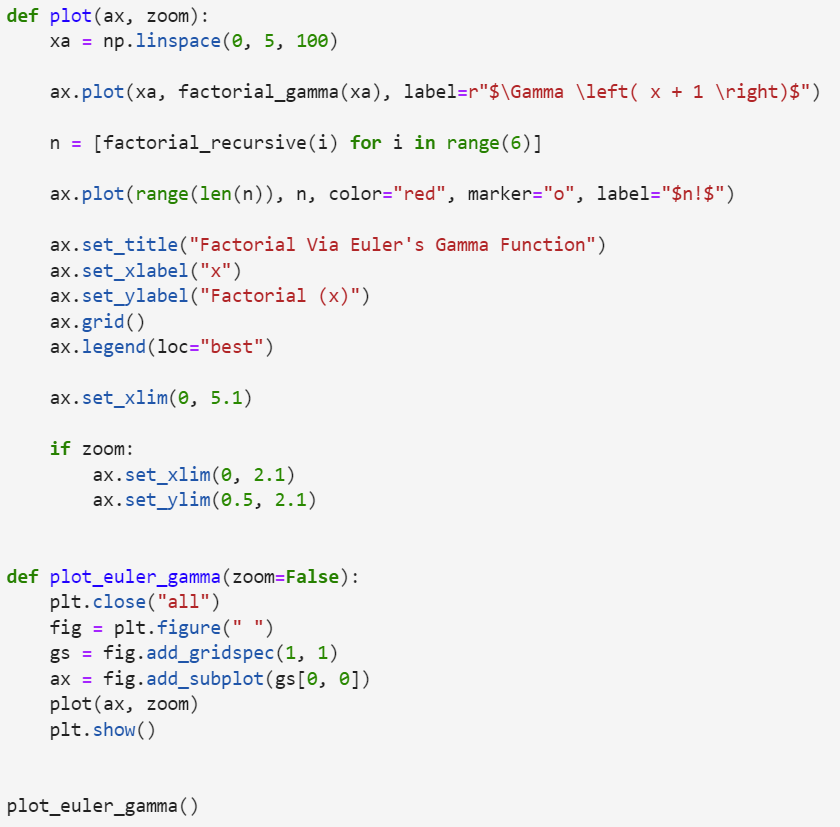 def plot(ax, zoom):
    xa = np.linspace(0, 5, 100)

    ax.plot(xa, factorial_gamma(xa), label=r"$\Gamma \left( x + 1 \right)$")

    n = [factorial_recursive(i) for i in range(6)]

    ax.plot(range(len(n)), n, color="red", marker="o", label="$n!$")

    ax.set_title("Factorial Via Euler's Gamma Function")
    ax.set_xlabel("x")
    ax.set_ylabel("Factorial (x)")
    ax.grid()
    ax.legend(loc="best")

    ax.set_xlim(0, 5.1)

    if zoom:
        ax.set_xlim(0, 2.1)
        ax.set_ylim(0.5, 2.1)


def plot_euler_gamma(zoom=False):
    plt.close("all")
    fig = plt.figure(" ")
    gs = fig.add_gridspec(1, 1)
    ax = fig.add_subplot(gs[0, 0])
    plot(ax, zoom)
    plt.show()


plot_euler_gamma()